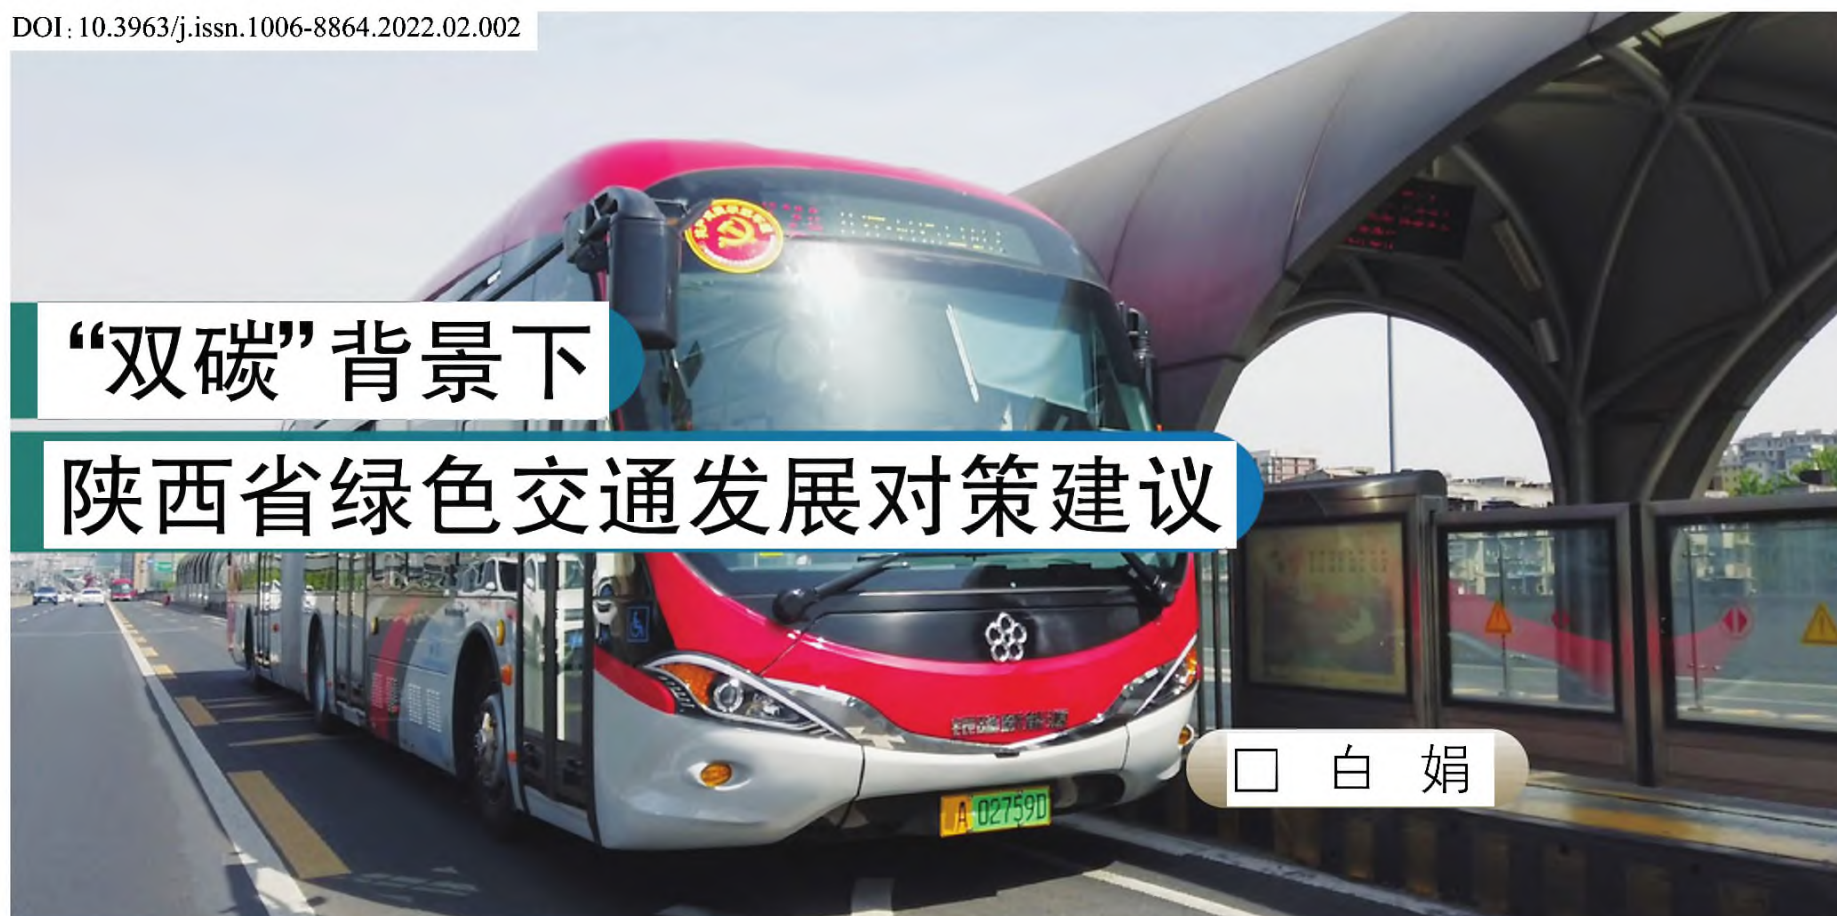 DOI：10.3963/j.issn.1006-8864.2022.02.002
“双碳”背景下
陕西省绿色交通发展对策建议
□ 白 娟
A 02759D